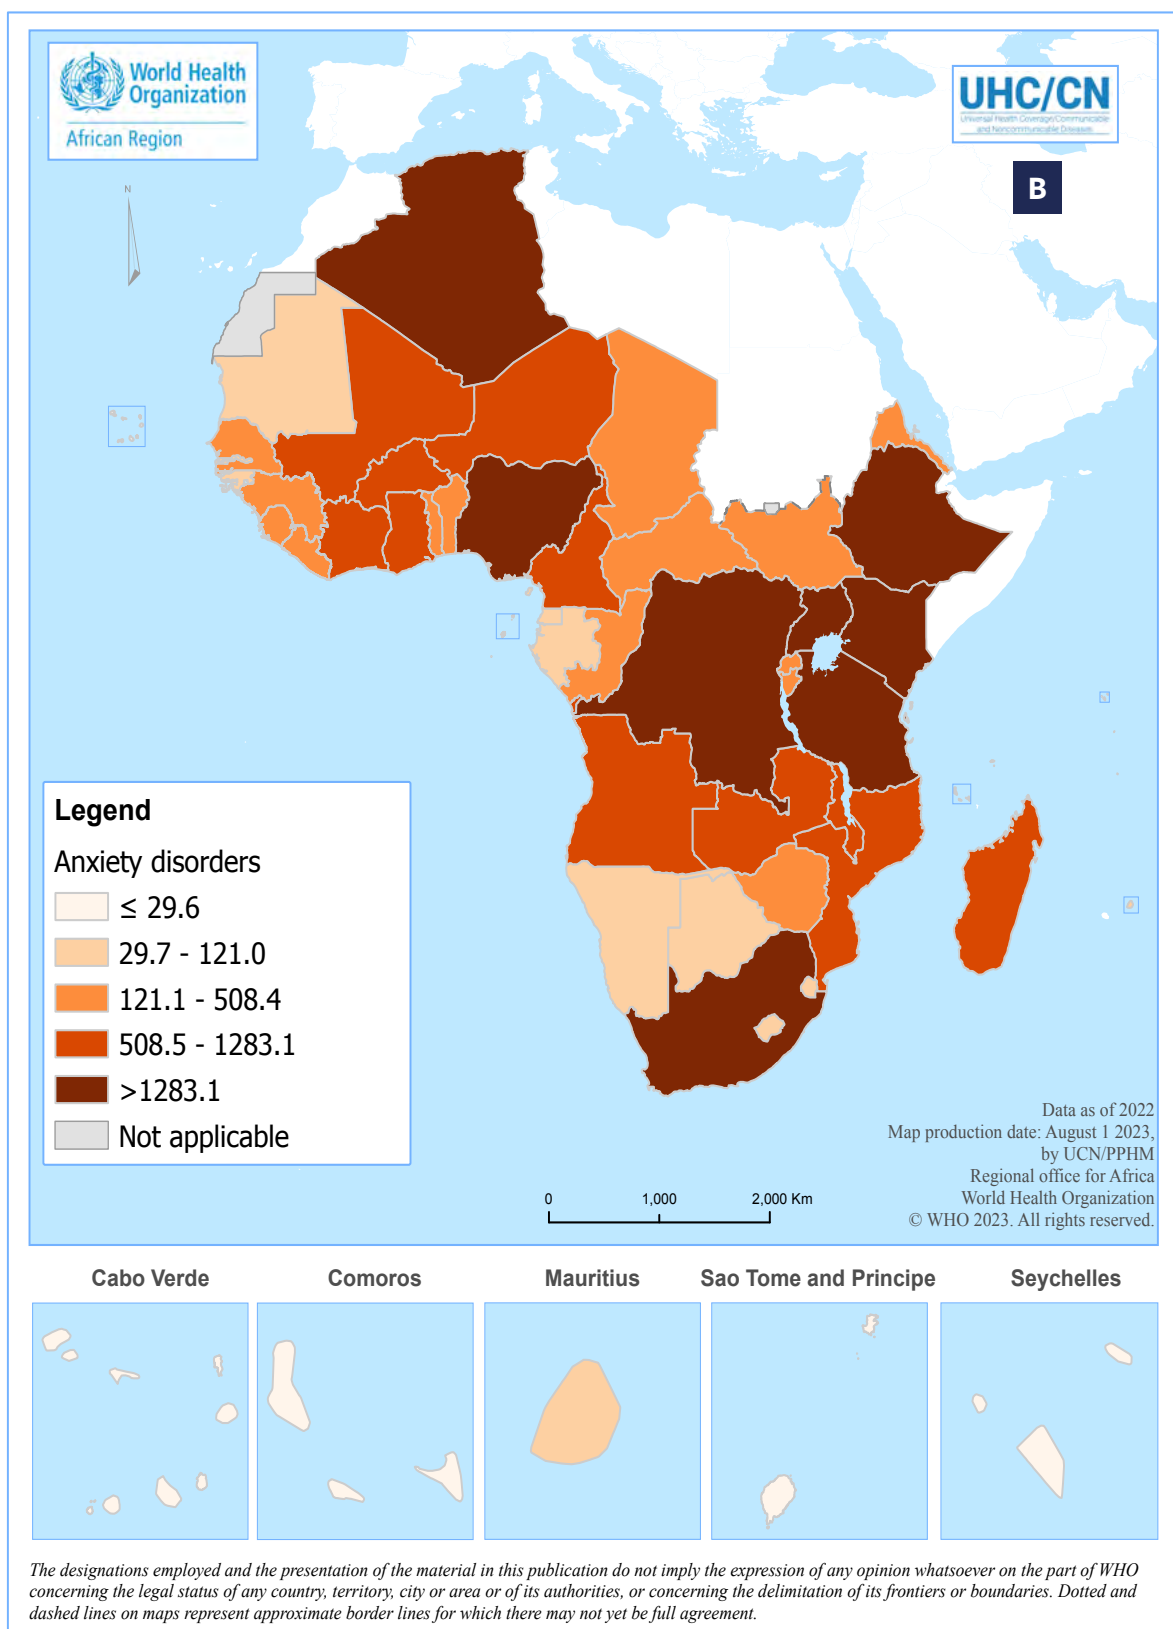 World Health
Organization
African Region
UHC/CN
Universal Health Coverage/Communicable
and Noncommunicable Diseases
B
N
Legend
Anxiety disorders
≤ 29.6
29.7 - 121.0
121.1 - 508.4
508.5 - 1283.1
>1283.1
Not applicable
Data as of 2022
Map production date: August 1 2023,
by UCN/PPHM
Regional office for Africa
World Health Organization
© WHO 2023. All rights reserved.
0 1,000 2,000 Km
Cabo Verde
Comoros
Mauritius
Sao Tome and Principe
Seychelles
The designations employed and the presentation of the material in this publication do not imply the expression of any opinion whatsoever on the part of WHO
concerning the legal status of any country, territory, city or area or of its authorities, or concerning the delimitation of its frontiers or boundaries. Dotted and
dashed lines on maps represent approximate border lines for which there may not yet be full agreement.